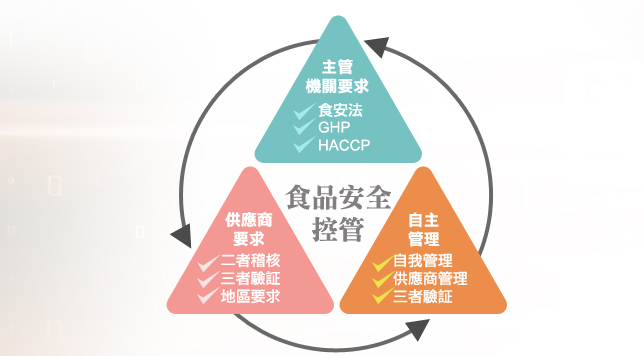 主管
機關要求
食安法
GHP
HACCP
食品安全
控管
供應商
要求
二者稽核
三者驗証
地區要求
自主
管理
自我管理
供應商管理
三者驗証